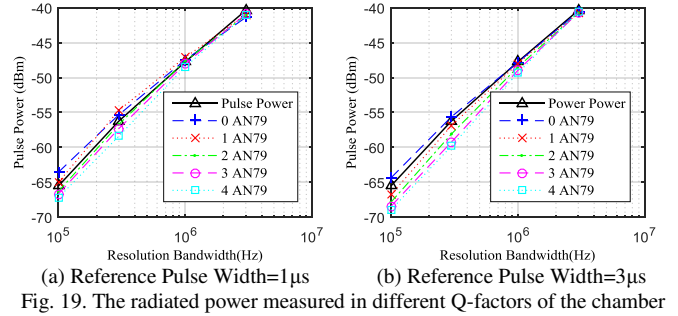 -40
-45
-50
-55
-60
-65
-70
Pulse Power (dBm)
10^5
10^6
10^7
Resolution Bandwidth(Hz)
Pulse Power
0 AN79
1 AN79
2 AN79
3 AN79
4 AN79
(a) Reference Pulse Width=1μs
-40
-45
-50
-55
-60
-65
-70
Pulse Power (dBm)
10^5
10^6
10^7
Resolution Bandwidth(Hz)
Power Power
0 AN79
1 AN79
2 AN79
3 AN79
4 AN79
(b) Reference Pulse Width=3μs
Fig. 19. The radiated power measured in different Q-factors of the chamber